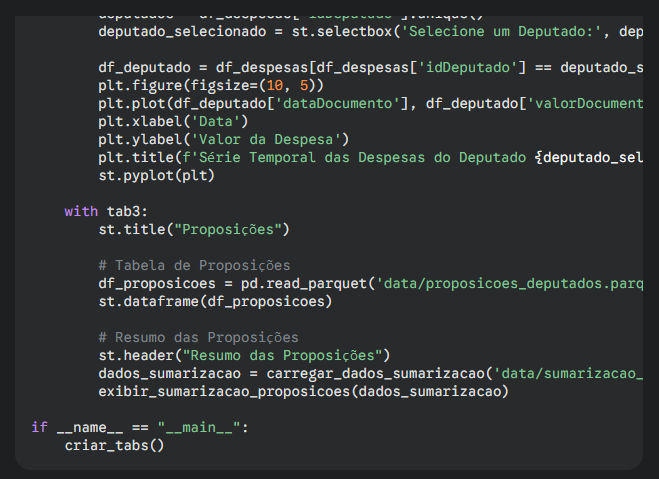 deputados = df_despesas['idDeputado'].unique()
deputado_selecionado = st.selectbox('Selecione um Deputado:', dep
df_deputado = df_despesas[df_despesas['idDeputado'] == deputado_s
plt.figure(figsize=(10, 5))
plt.plot(df_deputado['dataDocumento'], df_deputado['valorDocument
plt.xlabel('Data')
plt.ylabel('Valor da Despesa')
plt.title(f'Série Temporal das Despesas do Deputado {deputado_sel
st.pyplot(plt)
with tab3:
st.title("Proposições")
# Tabela de Proposições
df_proposicoes = pd.read_parquet('data/proposicoes_deputados.parq
st.dataframe(df_proposicoes)
# Resumo das Proposições
st.header("Resumo das Proposições")
dados_sumarizacao = carregar_dados_sumarizacao('data/sumarizacao_
exibir_sumarizacao_proposicoes(dados_sumarizacao)
if __name__ == "__main__":
criar_tabs()